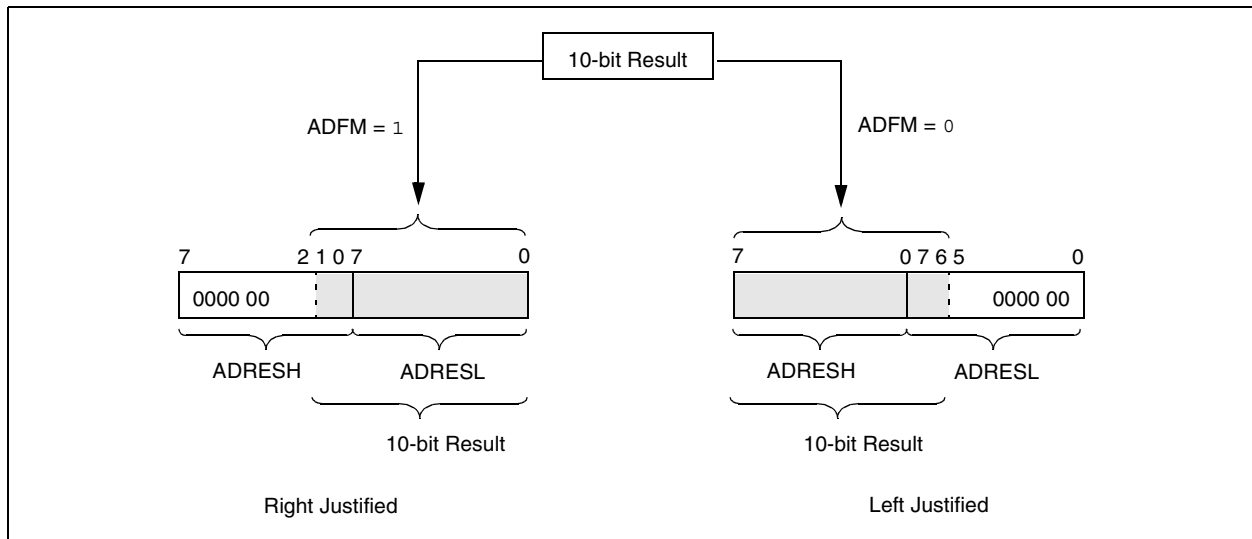 10-bit Result
ADFM = 1
ADFM = 0
7 2 1 0 7 0
7 0 7 6 5 0
0000 00
0000 00
ADRESH ADRESL
ADRESH ADRESL
10-bit Result
10-bit Result
Right Justified
Left Justified